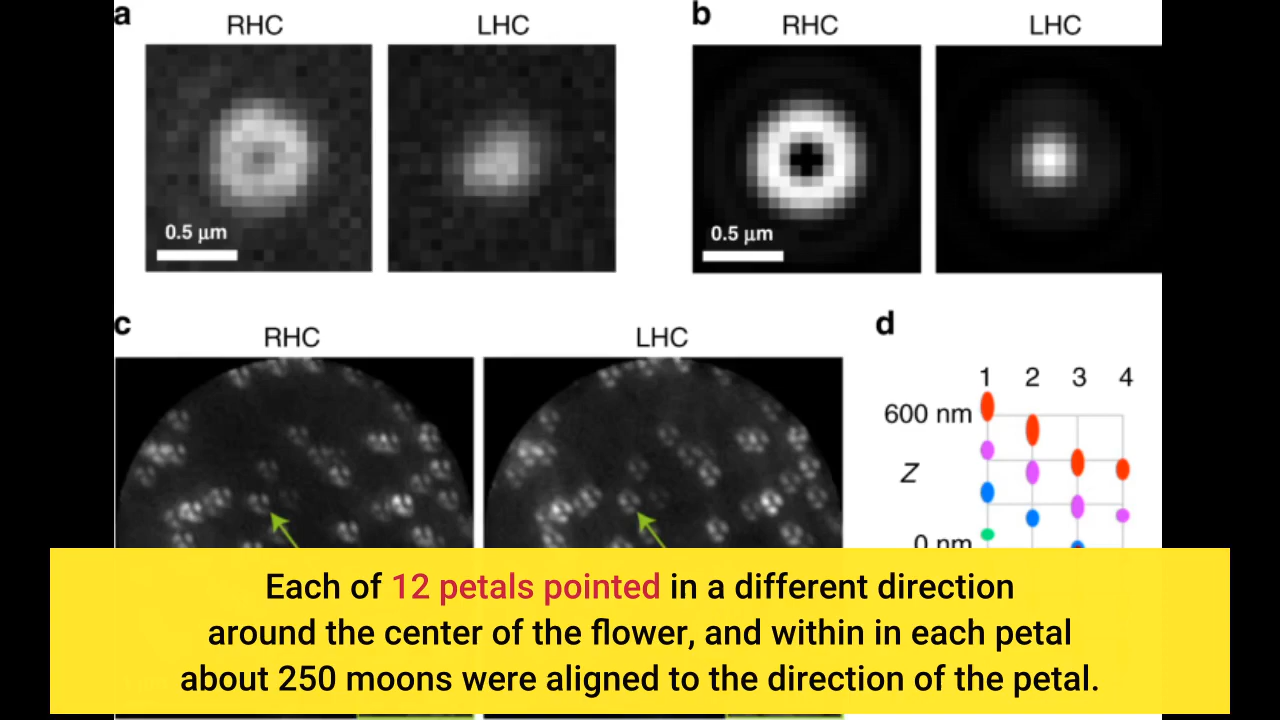 a
RHC
LHC
0.5 μm
b
RHC
LHC
0.5 μm
c
RHC
LHC
d
1 2 3 4
600 nm
Z
0 nm
Each of 12 petals pointed in a different direction
around the center of the flower, and within in each petal
about 250 moons were aligned to the direction of the petal.